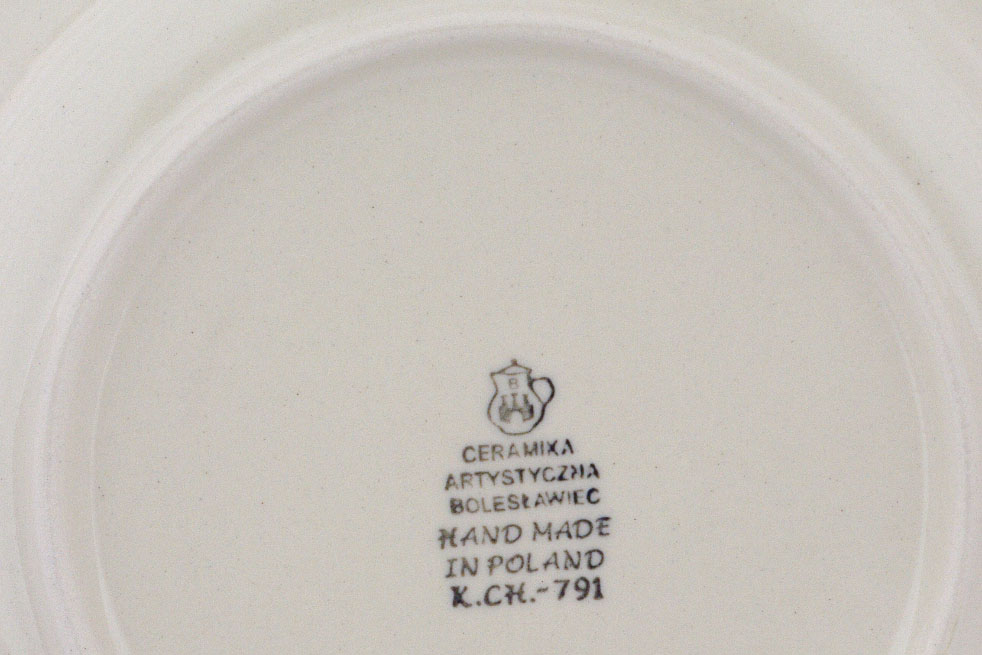 B
CERAMIKA
ARTYSTYCZNA
BOLESŁAWIEC
HAND MADE
IN POLAND
K.CH.-791